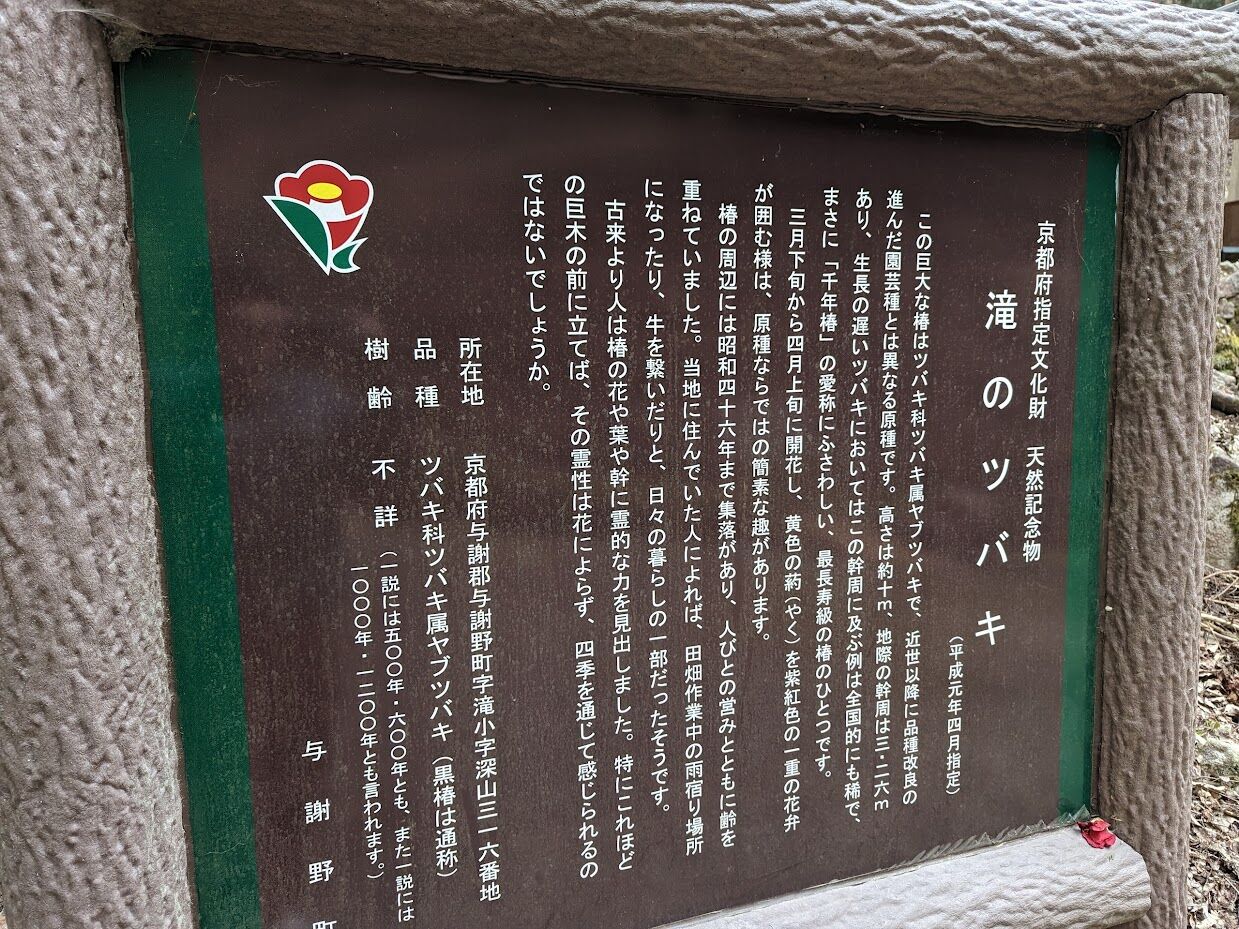 京都府指定文化財　天然記念物
滝のツバキ
（平成元年四月指定）
この巨大な椿はツバキ科ツバキ属ヤブツバキで、近世以降に品種改良の
進んだ園芸種とは異なる原種です。高さは約十ｍ、地際の幹周は三・二六ｍ
あり、生長の遅いツバキにおいてはこの幹周に及ぶ例は全国的にも稀で、
まさに「千年椿」の愛称にふさわしい、最長寿級の椿のひとつです。
三月下旬から四月上旬に開花し、黄色の葯（やく）を紫紅色の一重の花弁
が囲む様は、原種ならではの簡素な趣があります。
椿の周辺には昭和四十六年まで集落があり、人びとの営みとともに齢を
重ねていました。当地に住んでいた人によれば、田畑作業中の雨宿り場所
になったり、牛を繋いだりと、日々の暮らしの一部だったそうです。
古来より人は椿の花や葉や幹に霊的な力を見出しました。特にこれほど
の巨木の前に立てば、その霊性は花によらず、四季を通じて感じられるの
ではないでしょうか。
所在地　京都府与謝郡与謝野町字滝小字深山三一六番地
品種　ツバキ科ツバキ属ヤブツバキ（黒椿は通称）
樹齢　不詳（一説には五〇〇年・六〇〇年とも、また一説には
一〇〇〇年・一二〇〇年とも言われます。）
与謝野町